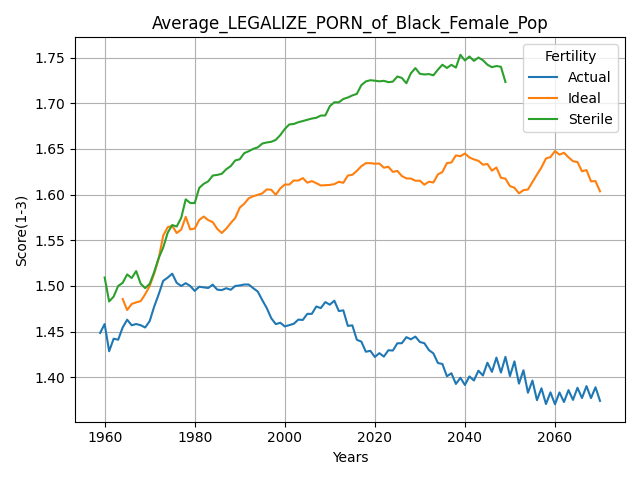 Average_LEGALIZE_PORN_of_Black_Female_Pop
Score(1-3)
1.75
1.70
1.65
1.60
1.55
1.50
1.45
1.40
Fertility
Actual
Ideal
Sterile
1960 1980 2000 2020 2040 2060
Years